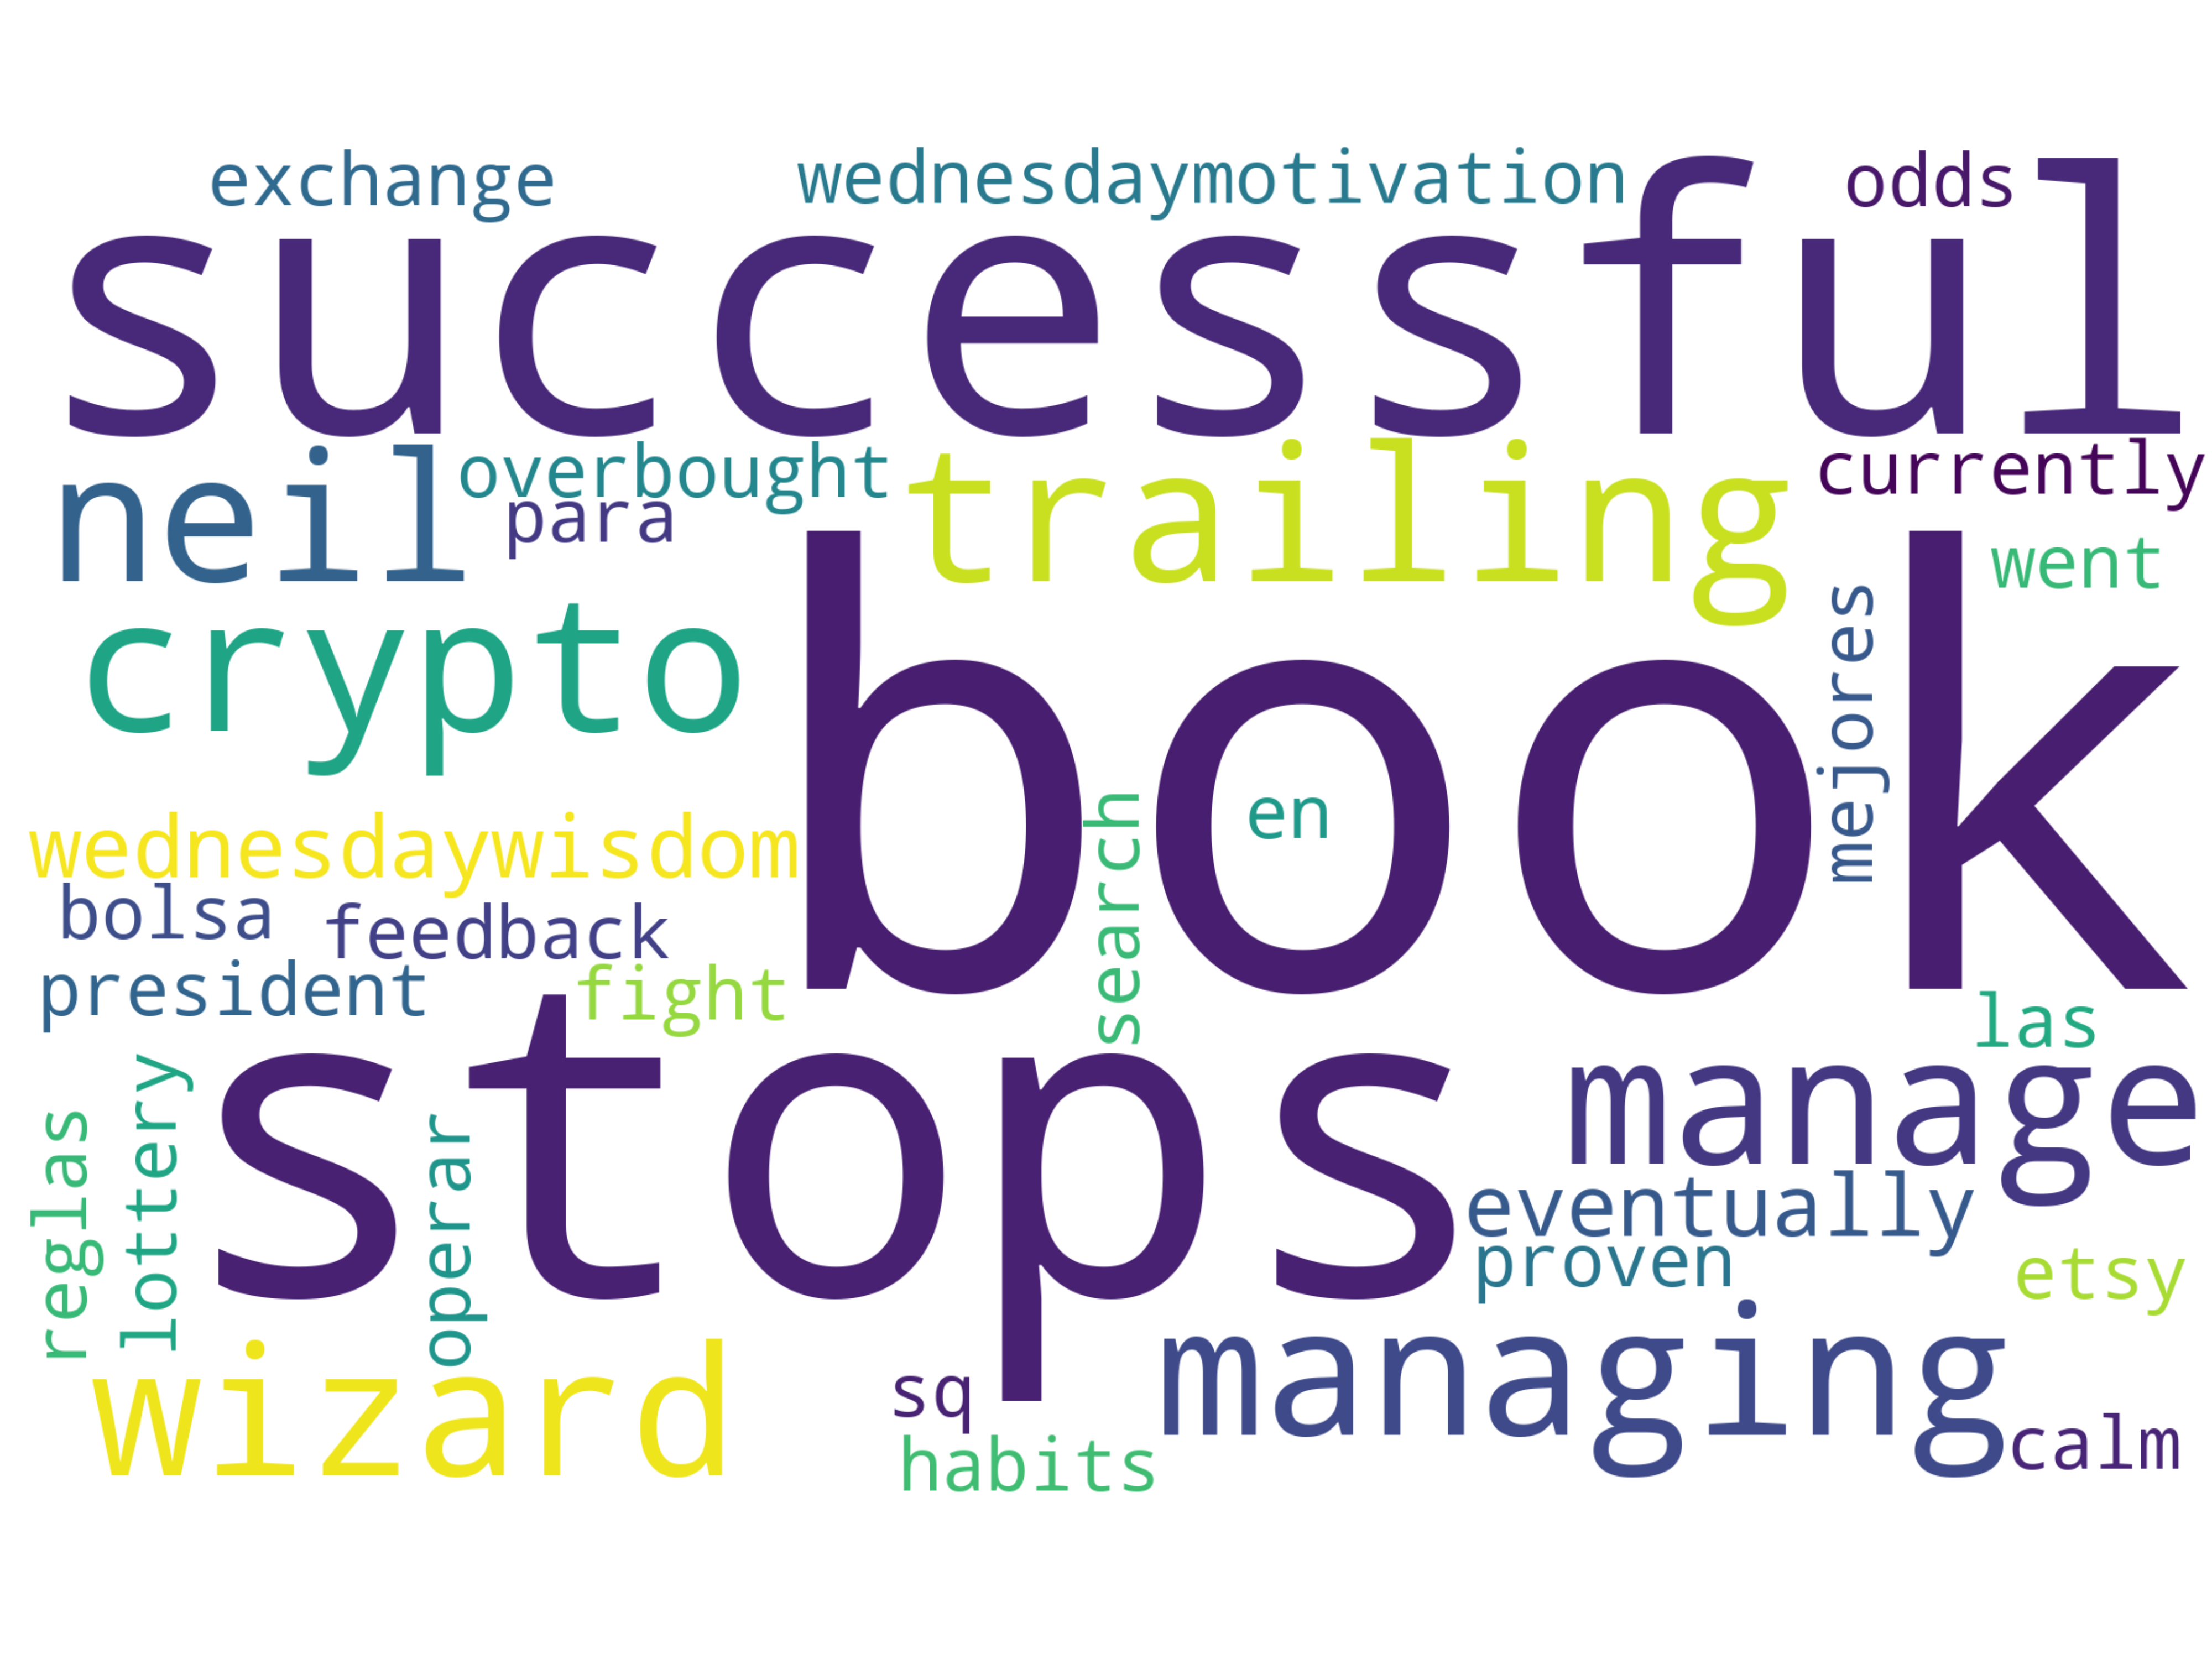 exchange
wednesdaymotivation
odds
successful
neil
overbought
para
trailing
currently
went
crypto
book
mejores
en
search
wednesdaywisdom
bolsa
feedback
president
fight
las
stops
manage
reglas
lottery
operar
eventually
proven
etsy
wizard
managing
sq
habits
calm